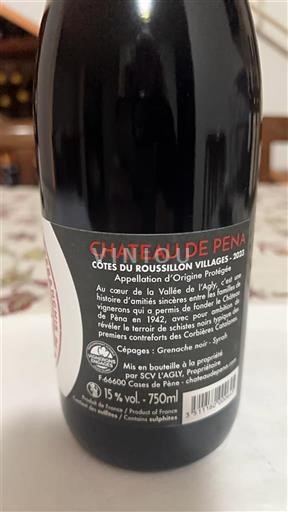 CHATEAU DE PENA
VINEOU
CÔTES DU ROUSSILLON VILLAGES - 2023
Appellation d'Origine Protégée
Au cœur de la Vallée de l'Agly, c'est une
histoire d'amitiés sincères entre les familles de
vignerons qui a permis de fonder le Château
de Pèna en 1942, avec pour ambition de
révéler le terroir de schistes noirs typique des
premiers contreforts des Corbières Catalanes.
Cépages : Grenache noir - Syrah
Mis en bouteille à la propriété
par SCV L'AGLY, Propriétaire
F-66600 Cases de Pène - chateaudepena.com
15 % vol. - 750ml
Produit de France / Product of France
Contient des sulfites / Contains sulphites